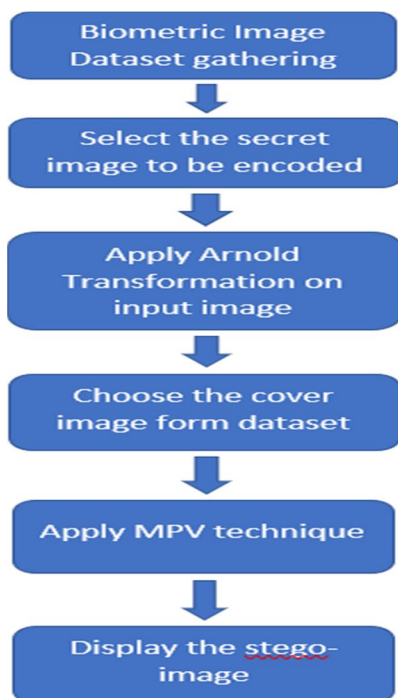 Biometric Image
Dataset gathering
Select the secret
image to be encoded
Apply Arnold
Transformation on
input image
Choose the cover
image form dataset
Apply MPV technique
Display the stego-
image